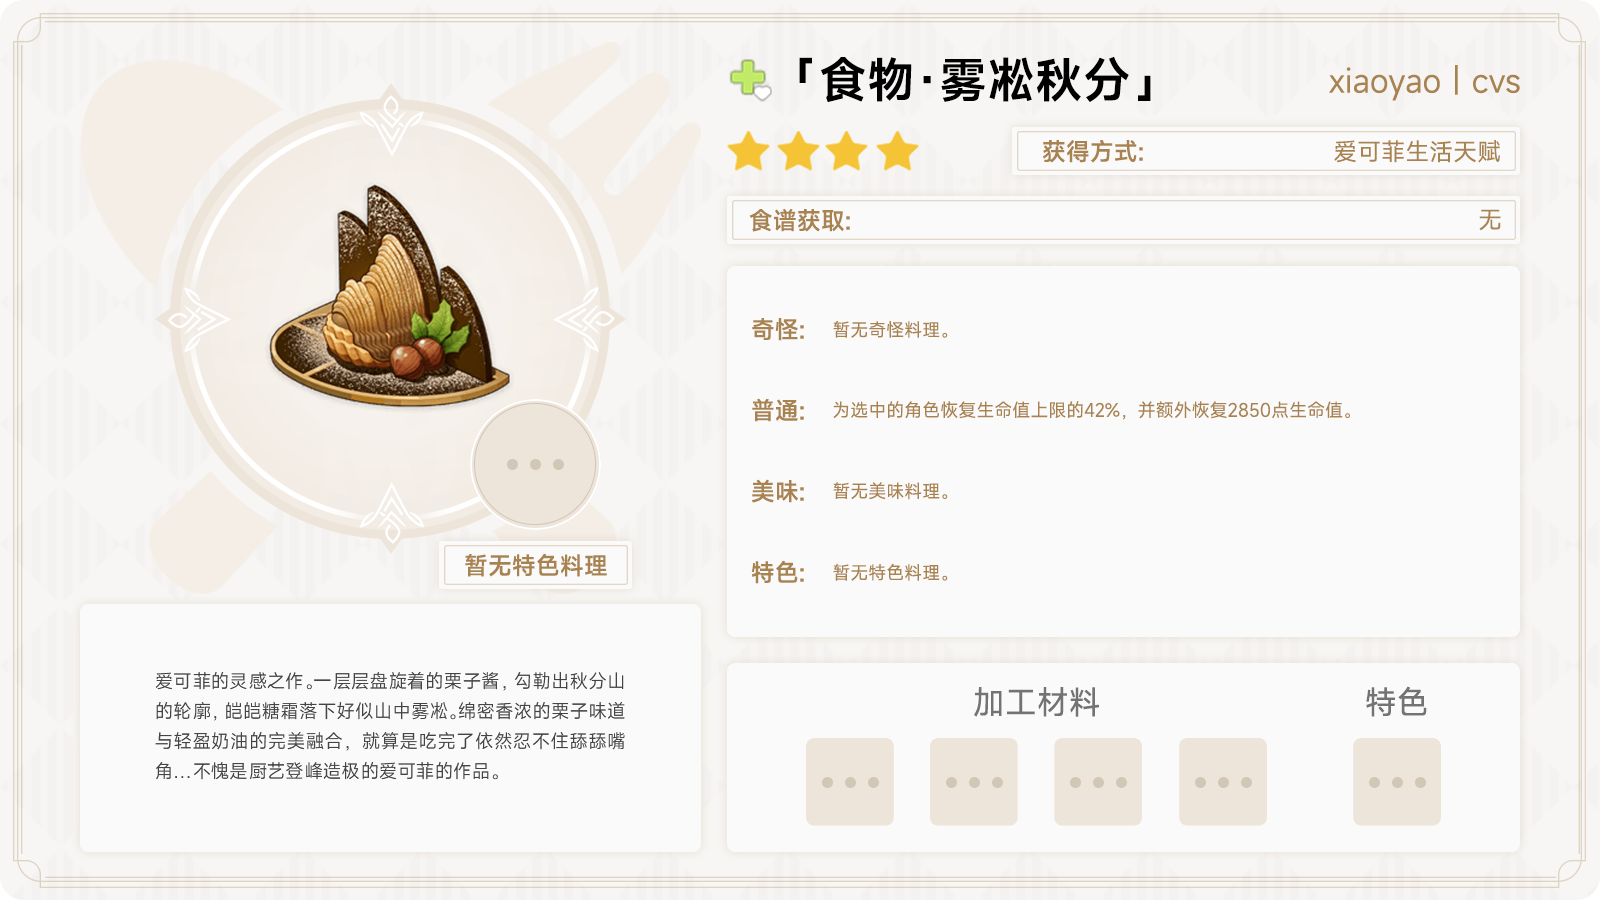 「食物·雾凇秋分」
xiaoyao | cvs
获得方式: 爱可菲生活天赋
食谱获取: 无
奇怪: 暂无奇怪料理。
普通: 为选中的角色恢复生命值上限的42%，并额外恢复2850点生命值。
美味: 暂无美味料理。
特色: 暂无特色料理。
暂无特色料理
爱可菲的灵感之作。一层层盘旋着的栗子酱，勾勒出秋分山
的轮廓，皑皑糖霜落下好似山中雾凇。绵密香浓的栗子味道
与轻盈奶油的完美融合，就算是吃完了依然忍不住舔舔嘴
角...不愧是厨艺登峰造极的爱可菲的作品。
加工材料 特色